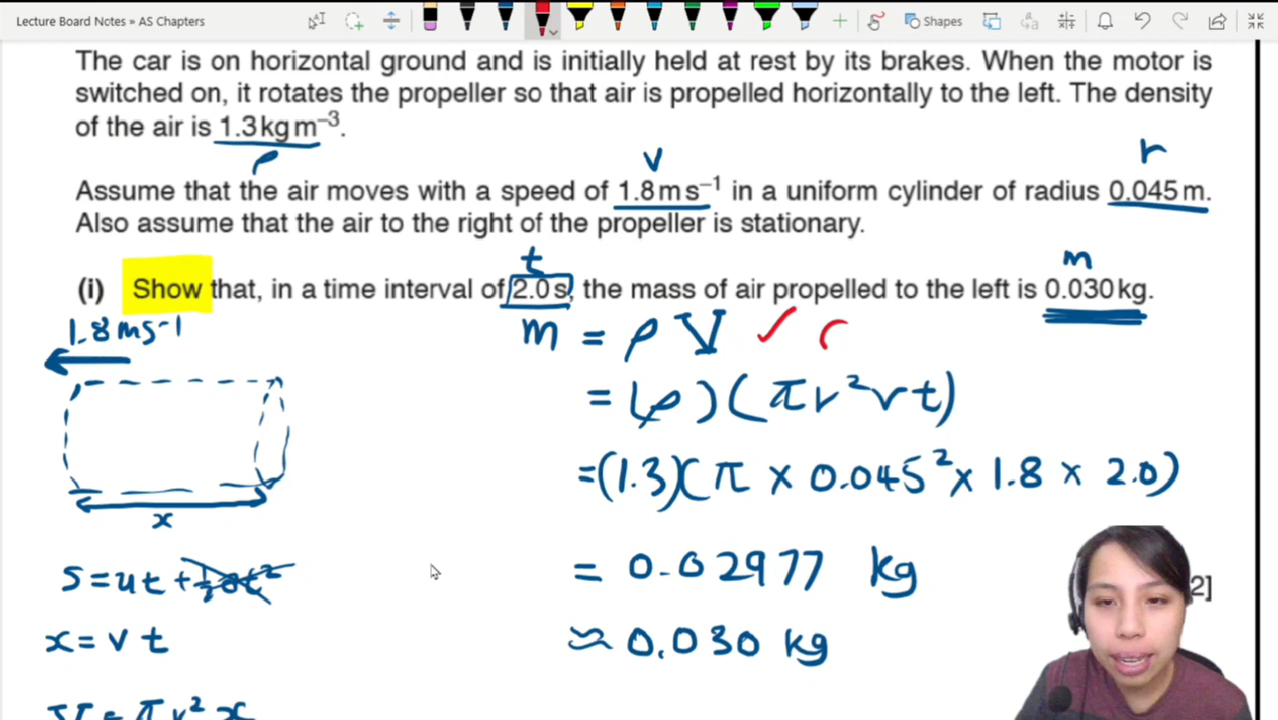 Lecture Board Notes » AS Chapters
Shapes
The car is on horizontal ground and is initially held at rest by its brakes. When the motor is
switched on, it rotates the propeller so that air is propelled horizontally to the left. The density
of the air is 1.3 kg m⁻³.
ρ
v
r
Assume that the air moves with a speed of 1.8 m s⁻¹ in a uniform cylinder of radius 0.045 m.
Also assume that the air to the right of the propeller is stationary.
t
m
(i) Show that, in a time interval of 2.0 s, the mass of air propelled to the left is 0.030 kg.
1.8 ms⁻¹
m = ρ V ✓
= (ρ)(πr²vt)
= (1.3)(π × 0.045² × 1.8 × 2.0)
x
= 0.02977 kg
2]
s = ut + ½at²
x = v t
≈ 0.030 kg
V = πr²x